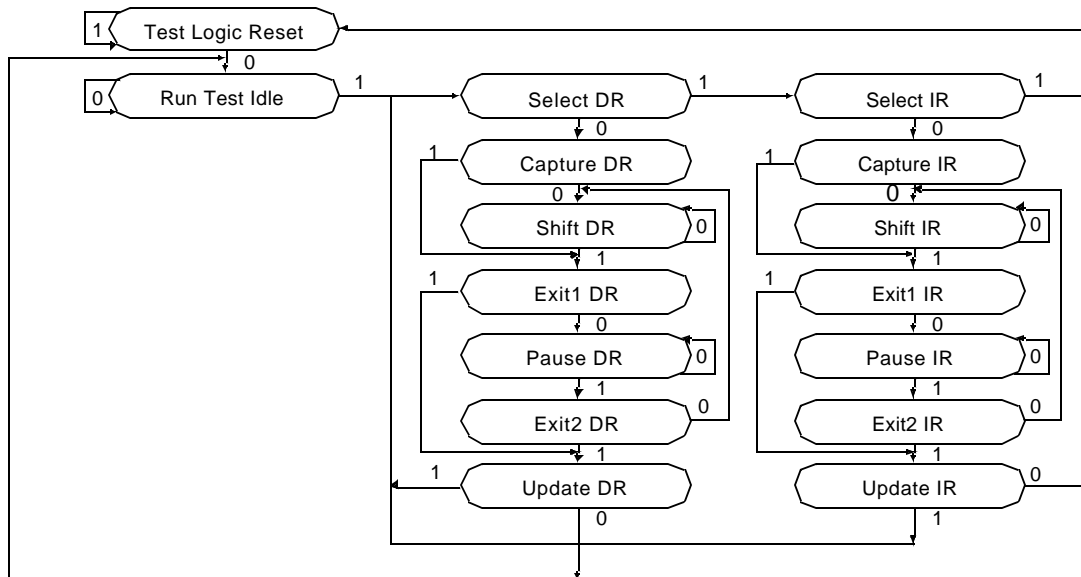 1 Test Logic Reset
0
0 Run Test Idle 1 Select DR 1 Select IR 1
0 0
1 Capture DR 1 Capture IR
0 0
Shift DR 0 Shift IR 0
1 1
1 Exit1 DR 1 Exit1 IR
0 0
Pause DR 0 Pause IR 0
1 1
Exit2 DR 0 Exit2 IR 0
1 1
1 Update DR Update IR 0
0 1